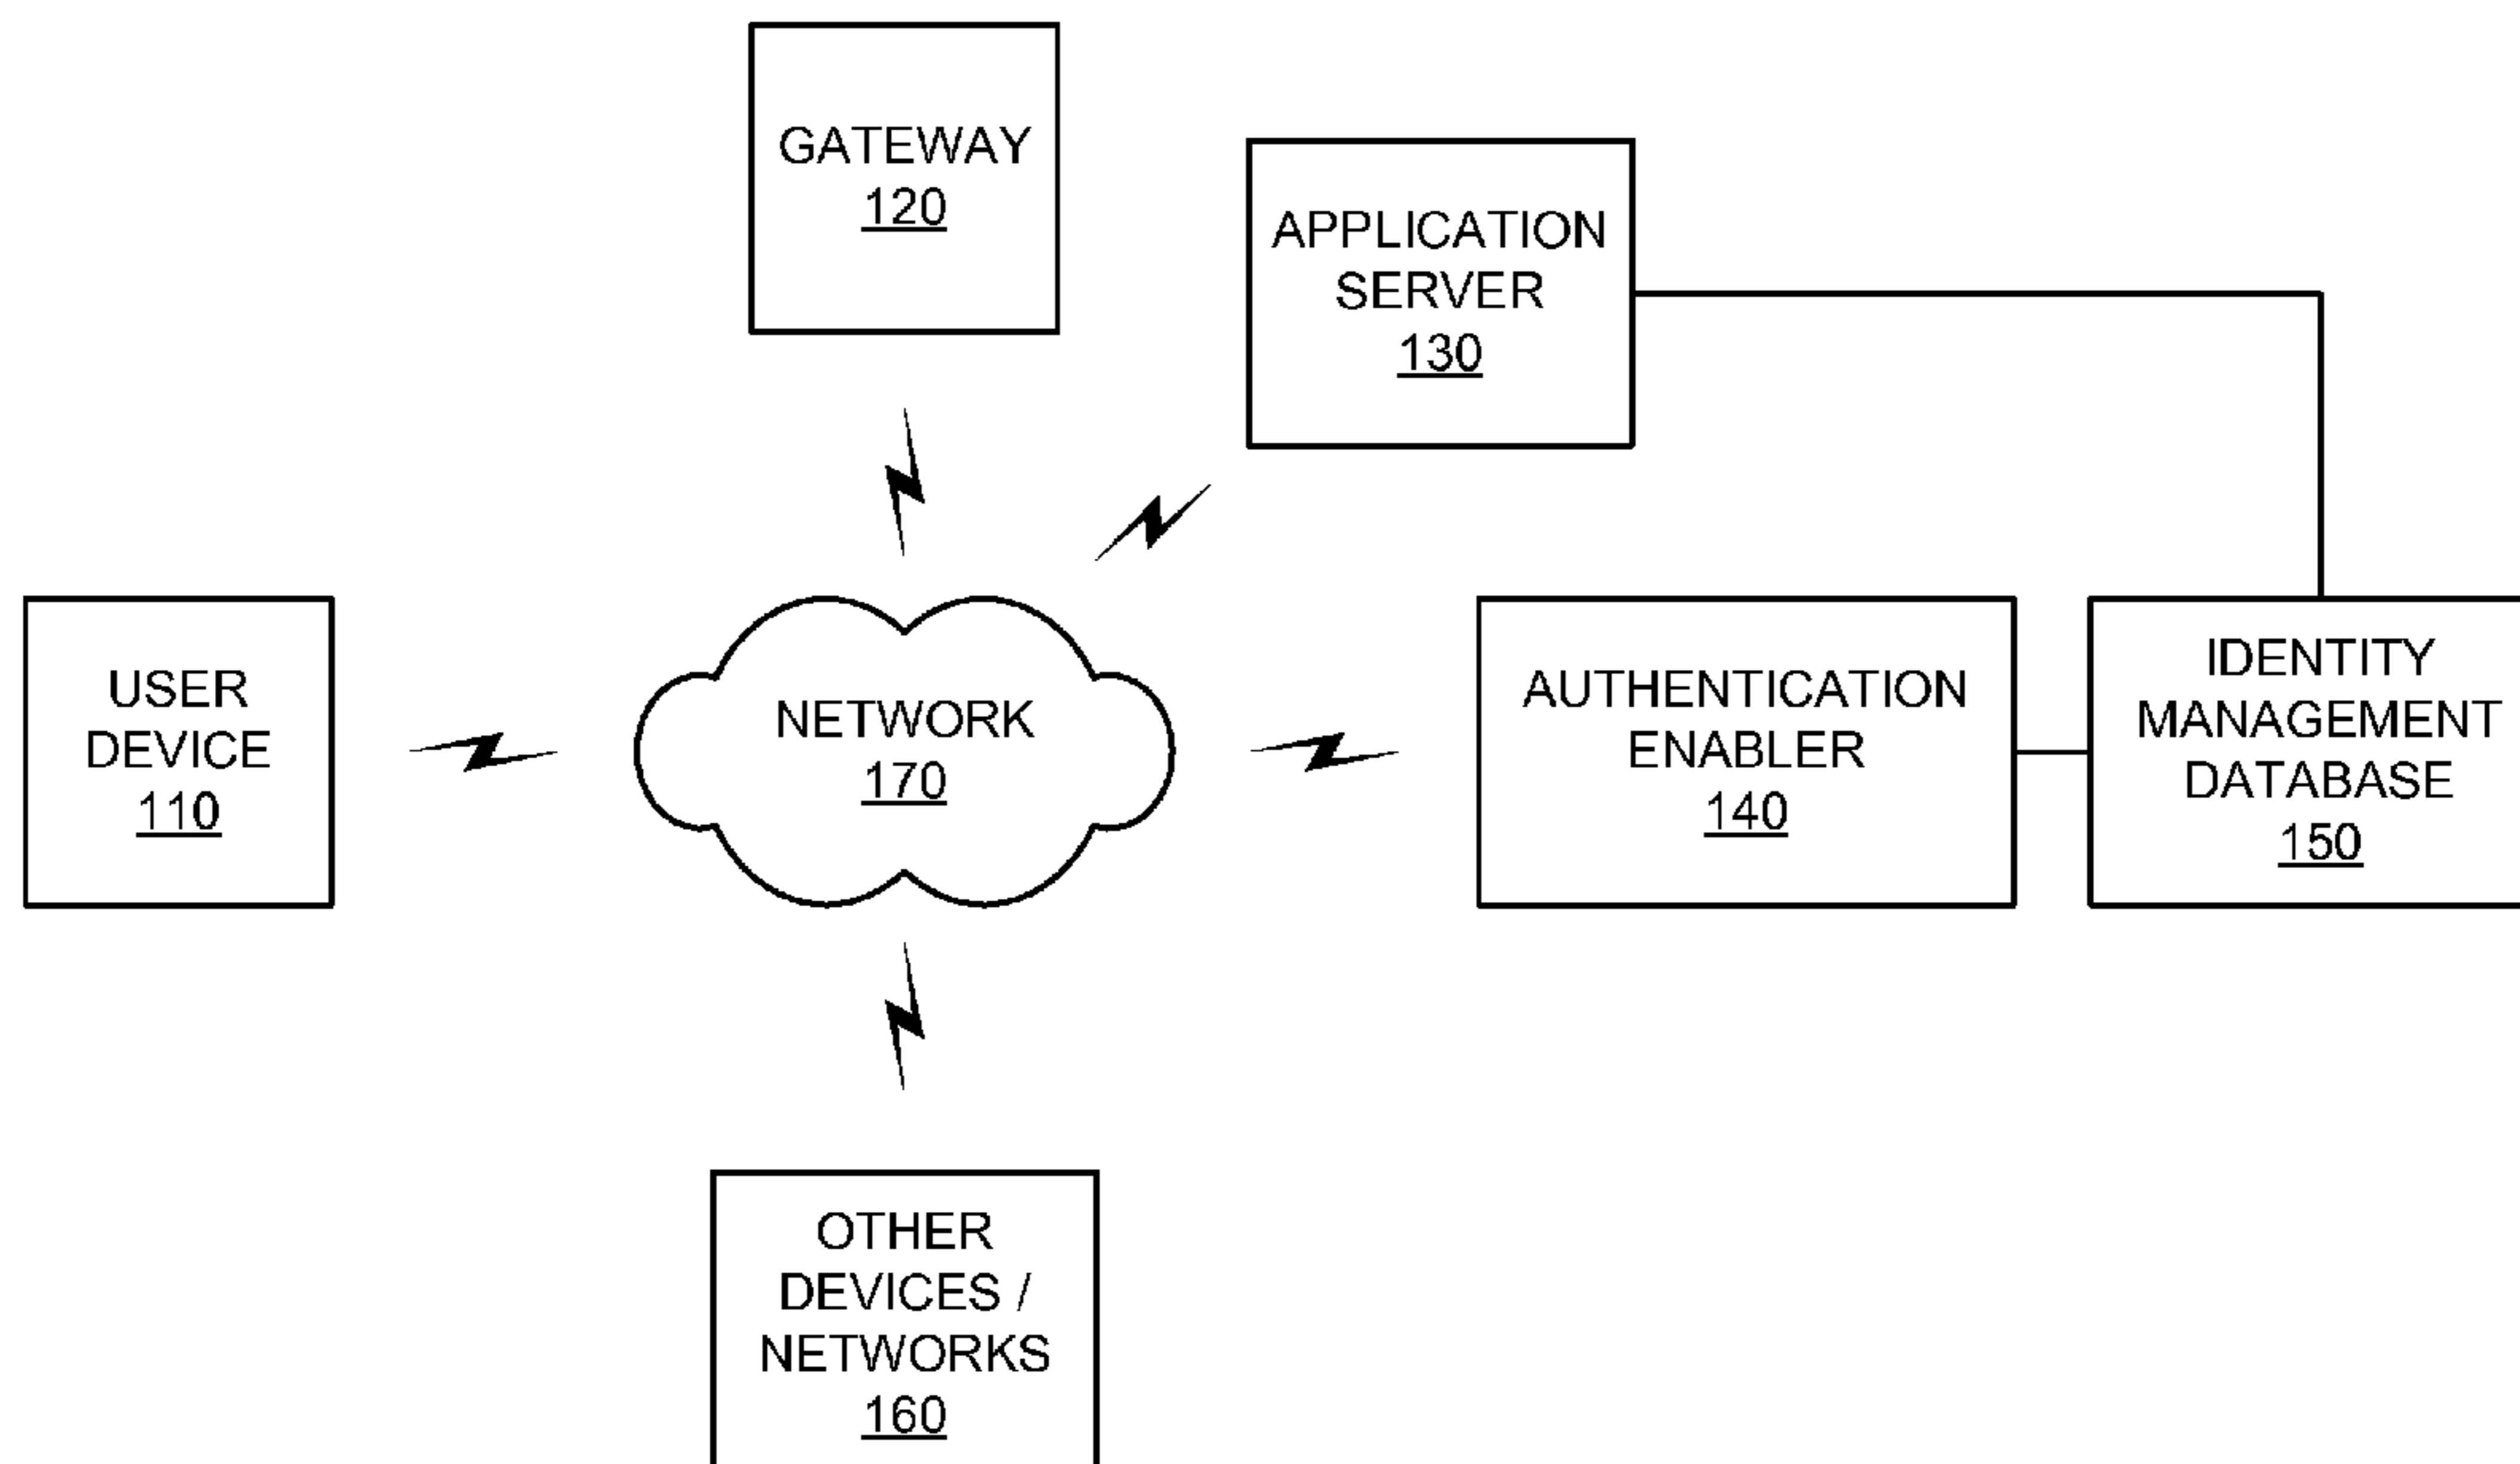 GATEWAY
120
APPLICATION
SERVER
130
USER
DEVICE
110
NETWORK
170
AUTHENTICATION
ENABLER
140
IDENTITY
MANAGEMENT
DATABASE
150
OTHER
DEVICES /
NETWORKS
160